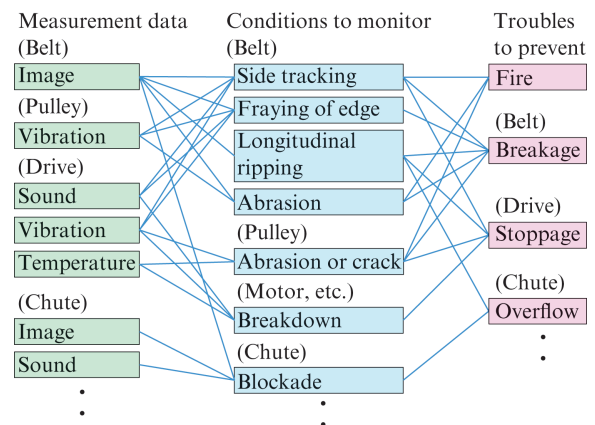 Measurement data
(Belt)
Image
(Pulley)
Vibration
(Drive)
Sound
Vibration
Temperature
(Chute)
Image
Sound
Conditions to monitor
(Belt)
Side tracking
Fraying of edge
Longitudinal
ripping
Abrasion
(Pulley)
Abrasion or crack
(Motor, etc.)
Breakdown
(Chute)
Blockade
Troubles
to prevent
Fire
(Belt)
Breakage
(Drive)
Stoppage
(Chute)
Overflow